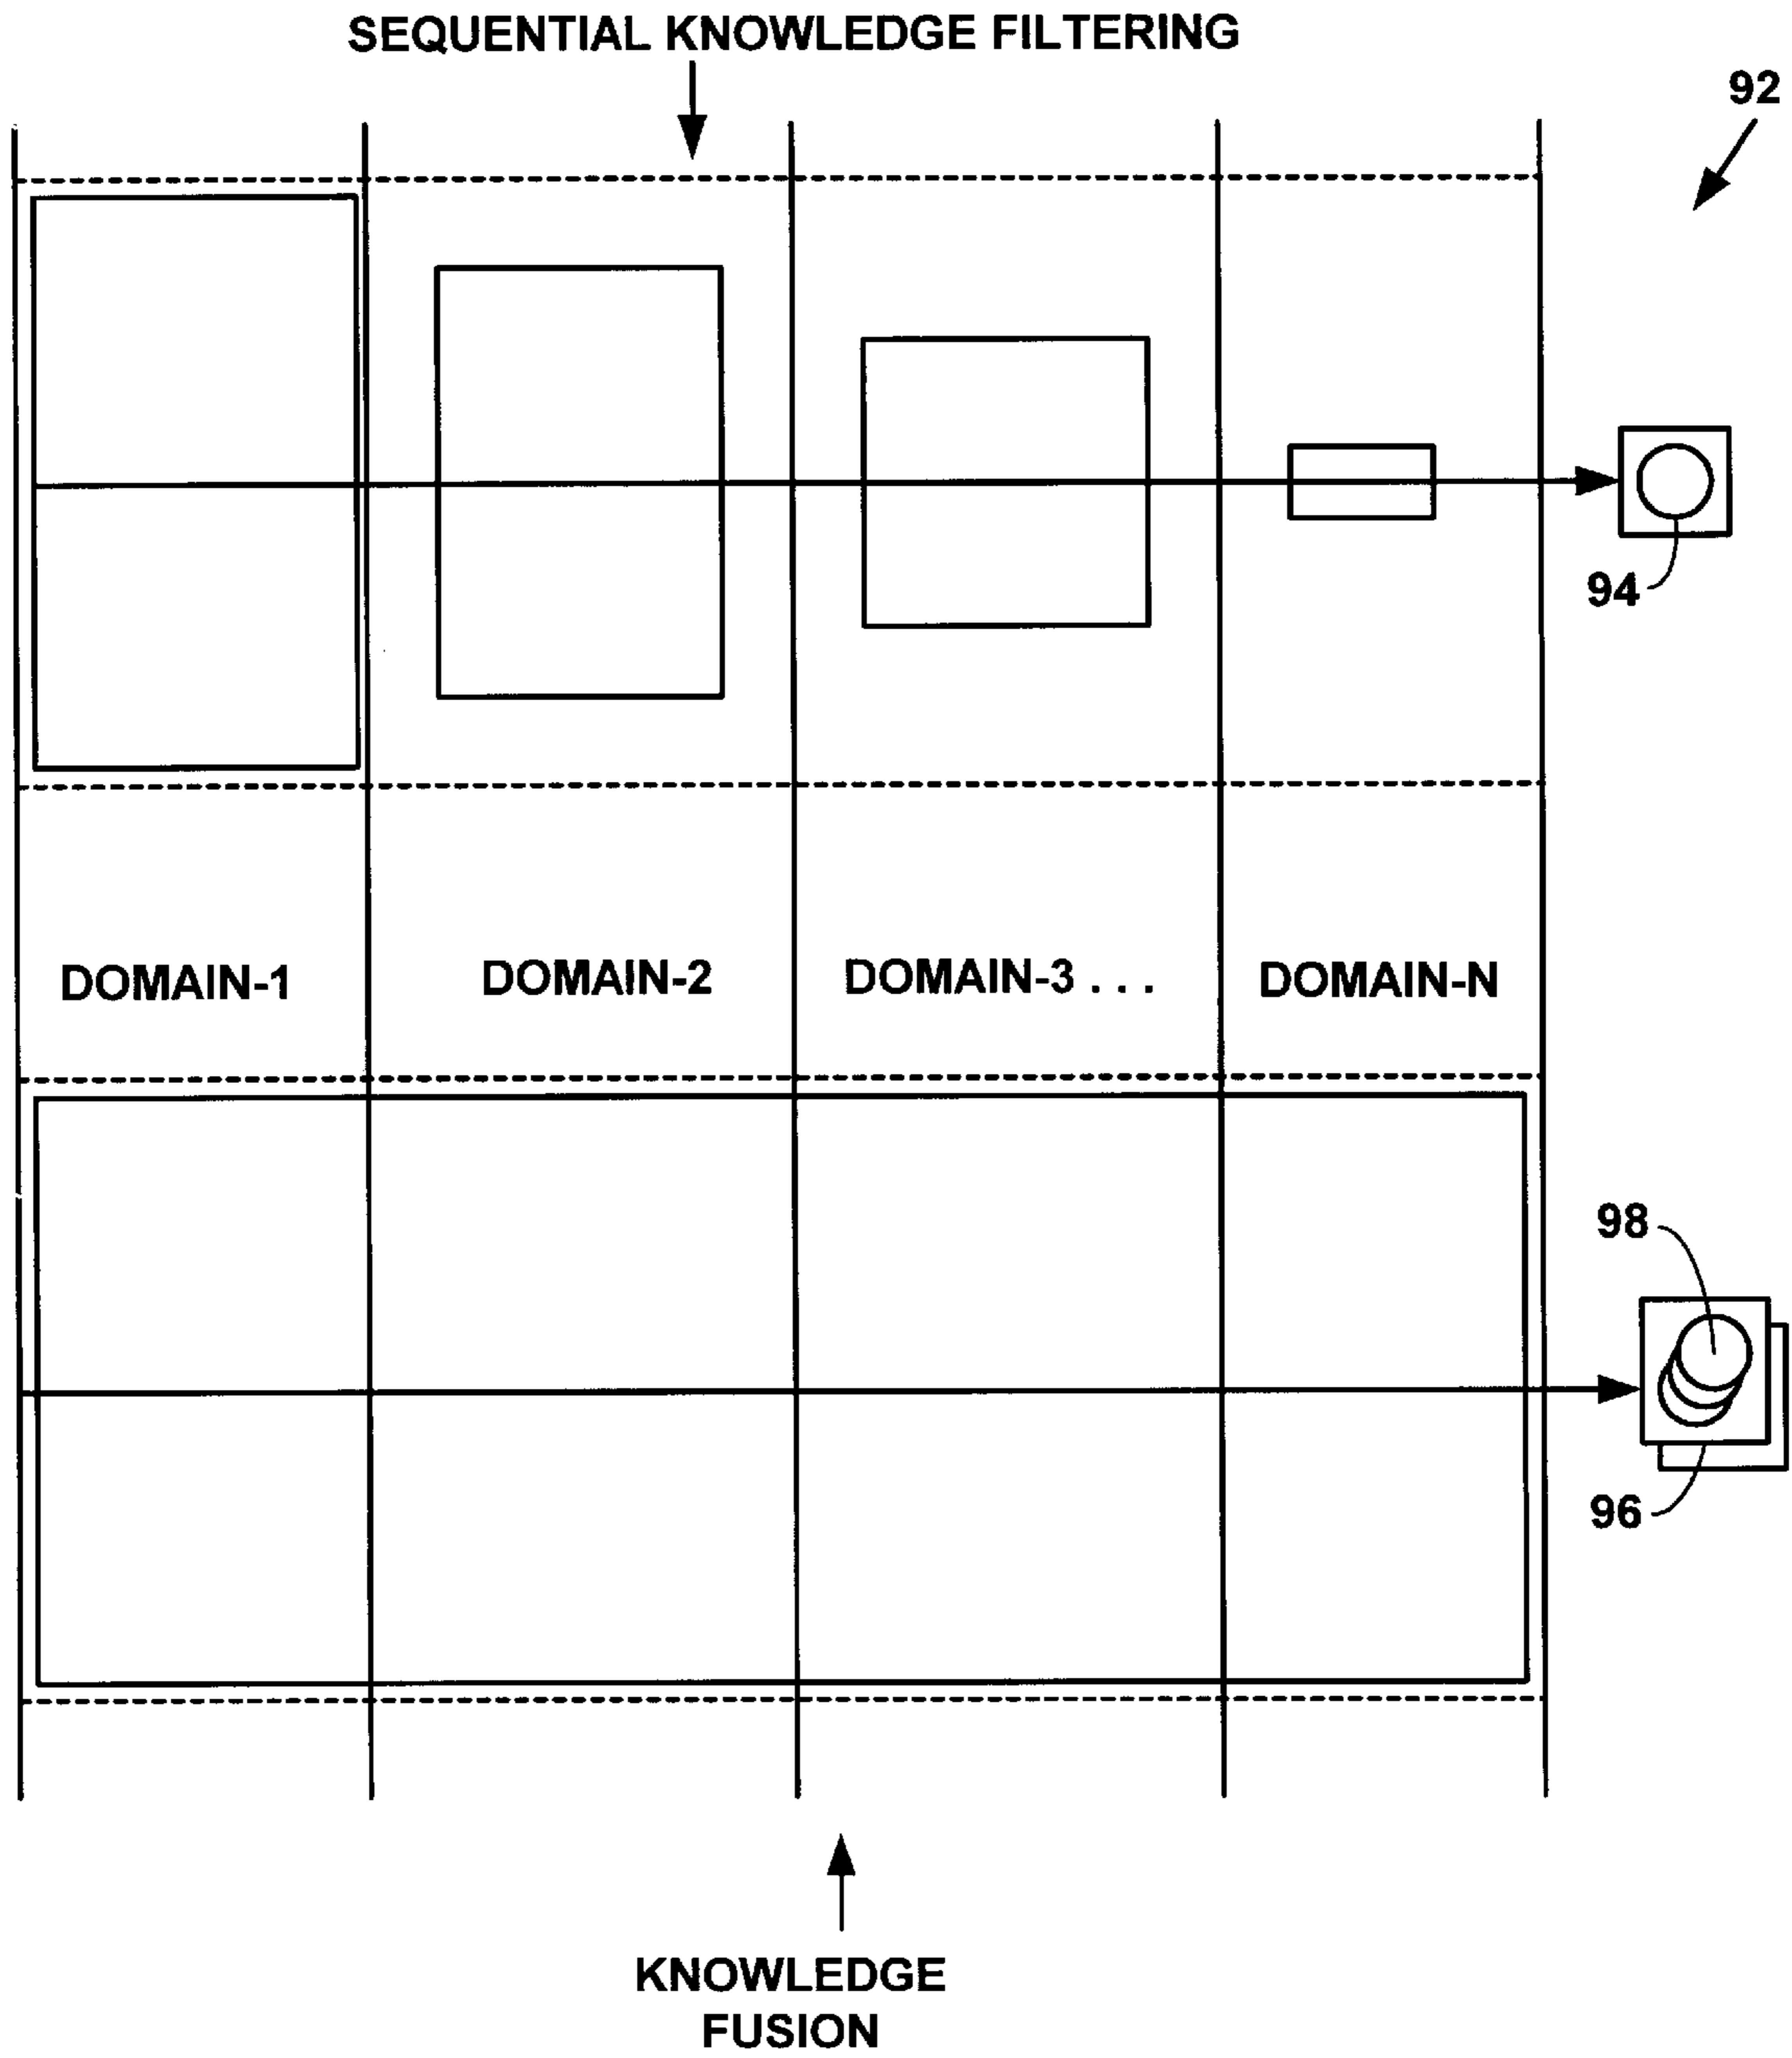 SEQUENTIAL KNOWLEDGE FILTERING
92
94
DOMAIN-1
DOMAIN-2
DOMAIN-3 . . .
DOMAIN-N
98
96
KNOWLEDGE
FUSION